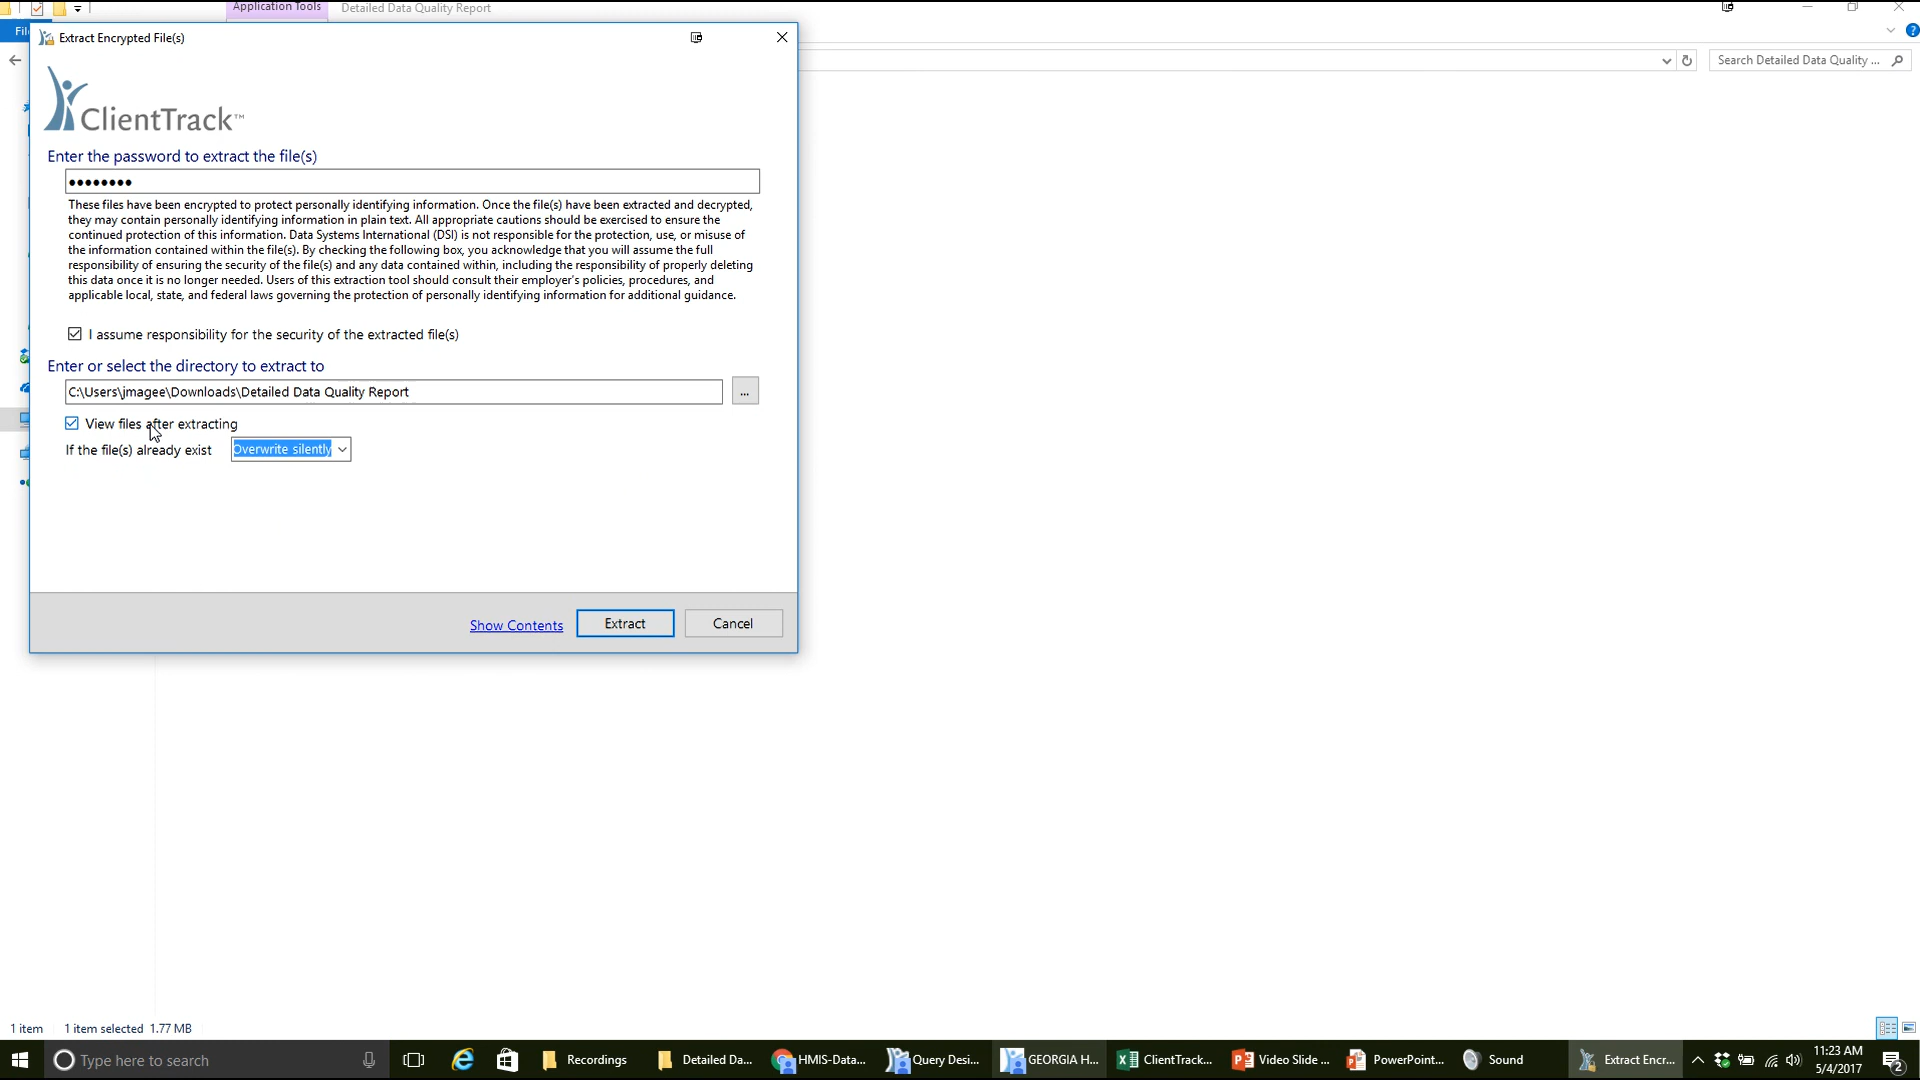 Application Tools
Detailed Data Quality Report
Extract Encrypted File(s)
Search Detailed Data Quality ...
ClientTrack™
Enter the password to extract the file(s)
These files have been encrypted to protect personally identifying information. Once the file(s) have been extracted and decrypted,
they may contain personally identifying information in plain text. All appropriate cautions should be exercised to ensure the
continued protection of this information. Data Systems International (DSI) is not responsible for the protection, use, or misuse of
the information contained within the file(s). By checking the following box, you acknowledge that you will assume the full
responsibility of ensuring the security of the file(s) and any data contained within, including the responsibility of properly deleting
this data once it is no longer needed. Users of this extraction tool should consult their employer's policies, procedures, and
applicable local, state, and federal laws governing the protection of personally identifying information for additional guidance.
I assume responsibility for the security of the extracted file(s)
Enter or select the directory to extract to
C:\Users\jmagee\Downloads\Detailed Data Quality Report
...
View files after extracting
If the file(s) already exist
Overwrite silently
Show Contents
Extract
Cancel
1 item
1 item selected 1.77 MB
Type here to search
Recordings
Detailed Da...
HMIS-Data...
Query Desi...
GEORGIA H...
ClientTrack...
Video Slide ...
PowerPoint...
Sound
Extract Encr...
11:23 AM
5/4/2017
2